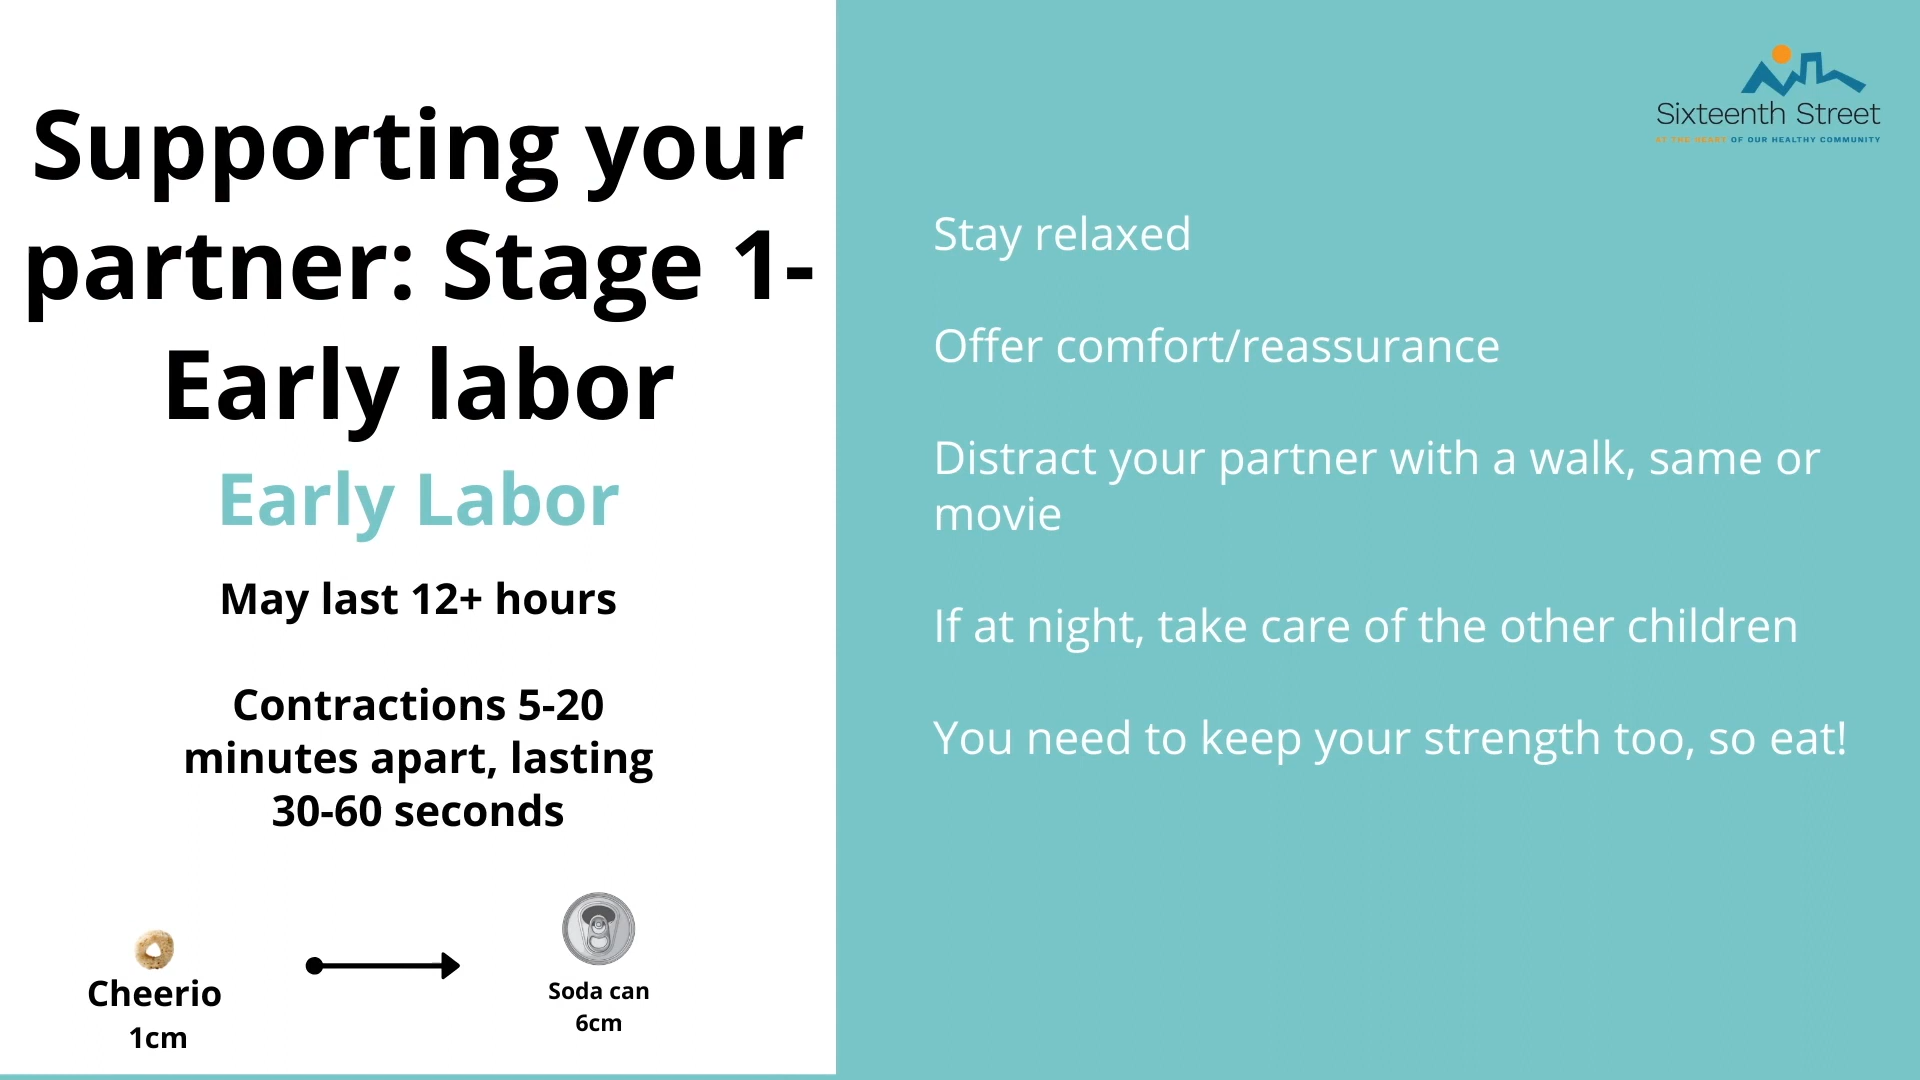 Supporting your
partner: Stage 1-
Early labor
Early Labor
May last 12+ hours
Contractions 5-20
minutes apart, lasting
30-60 seconds
Cheerio
1cm
Soda can
6cm
Sixteenth Street
AT THE HEART OF OUR HEALTHY COMMUNITY
Stay relaxed
Offer comfort/reassurance
Distract your partner with a walk, same or
movie
If at night, take care of the other children
You need to keep your strength too, so eat!